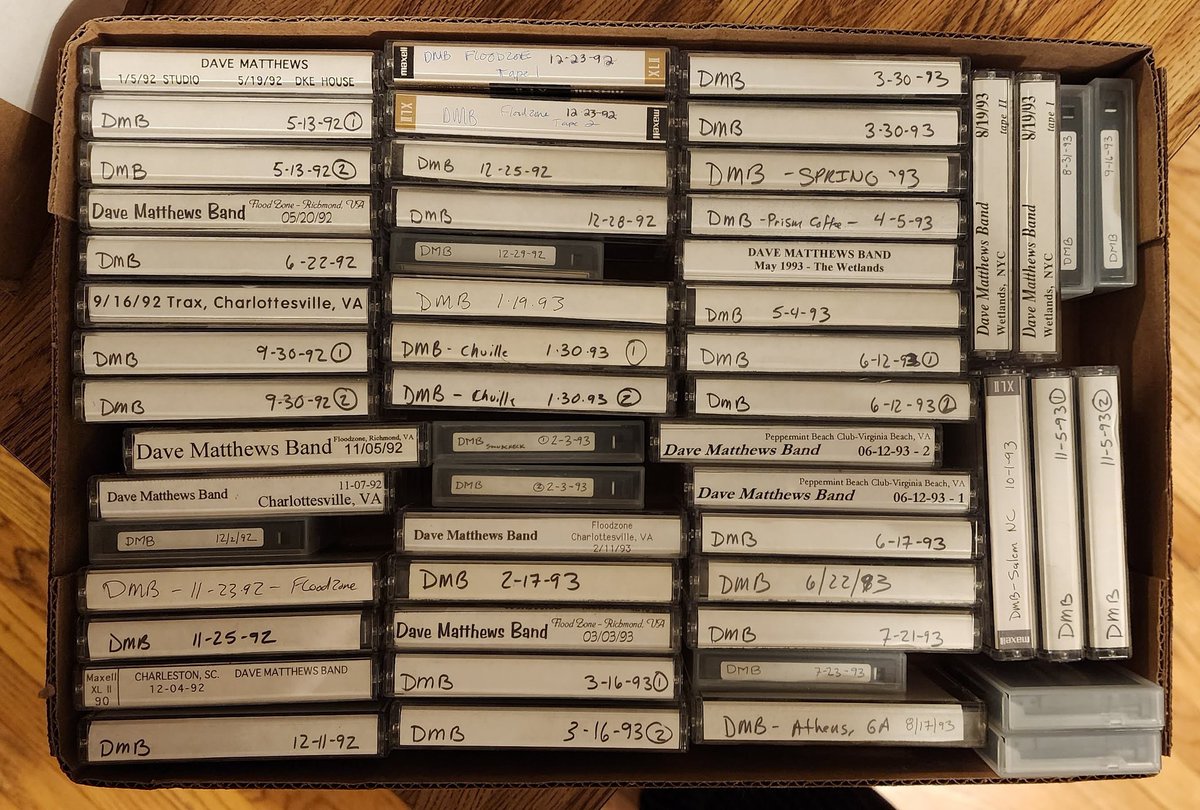 DAVE MATTHEWS
1/5/92 STUDIO 5/19/92 DKE HOUSE
DMB 5-13-92 ①
DMB 5-13-92 ②
Dave Matthews Band Flood Zone - Richmond, VA
05/20/92
DMB 6-22-92
9/16/92 Trax, Charlottesville, VA
DMB 9-30-92 ①
DMB 9-30-92 ②
Dave Matthews Band Floodzone, Richmond, VA
11/05/92
Dave Matthews Band 11-07-92
Charlottesville, VA
DMB 12/2/92
DMB - 11-23-92 - Floodzone
DMB 11-25-92
Maxell
XL II
90
CHARLESTON, SC. DAVE MATTHEWS BAND
12-04-92
DMB 12-11-92
maxell DMB FLOODZONE 12-23-92 XLII
Tape 1
XLII DMB Floodzone 12-23-92 maxell
Tape 2
DMB 12-25-92
DMB 12-28-92
DMB 12-29-92
DMB 1.19.93
DMB - Chville 1.30.93 ①
DMB - Chville 1.30.93 ②
DMB SOUNDCHECK ① 2-3-93
DMB ② 2-3-93
Dave Matthews Band Floodzone
Charlottesville, VA
2/11/93
DMB 2-17-93
Dave Matthews Band Flood Zone - Richmond, VA
03/03/93
DMB 3-16-93 ①
DMB 3-16-93 ②
DMB 3-30-93
DMB 3-30-93
DMB - SPRING '93
DMB - Prism Coffee - 4-5-93
DAVE MATTHEWS BAND
May 1993 - The Wetlands
DMB 5-4-93
DMB 6-12-93 ①
DMB 6-12-93 ②
Peppermint Beach Club-Virginia Beach, VA
Dave Matthews Band 06-12-93 - 2
Peppermint Beach Club-Virginia Beach, VA
Dave Matthews Band 06-12-93 - 1
DMB 6-17-93
DMB 6/22/93
DMB 7-21-93
DMB 7-23-93
DMB - Athens, GA 8/17/93
Dave Matthews Band 8/19/93
Wetlands, NYC tape II
Dave Matthews Band 8/19/93
Wetlands, NYC tape I
DMB 8-31-93
DMB 9-16-93
maxell DMB - Salem NC 10-1-93 XLII
DMB 11-5-93 ①
DMB 11-5-93 ②